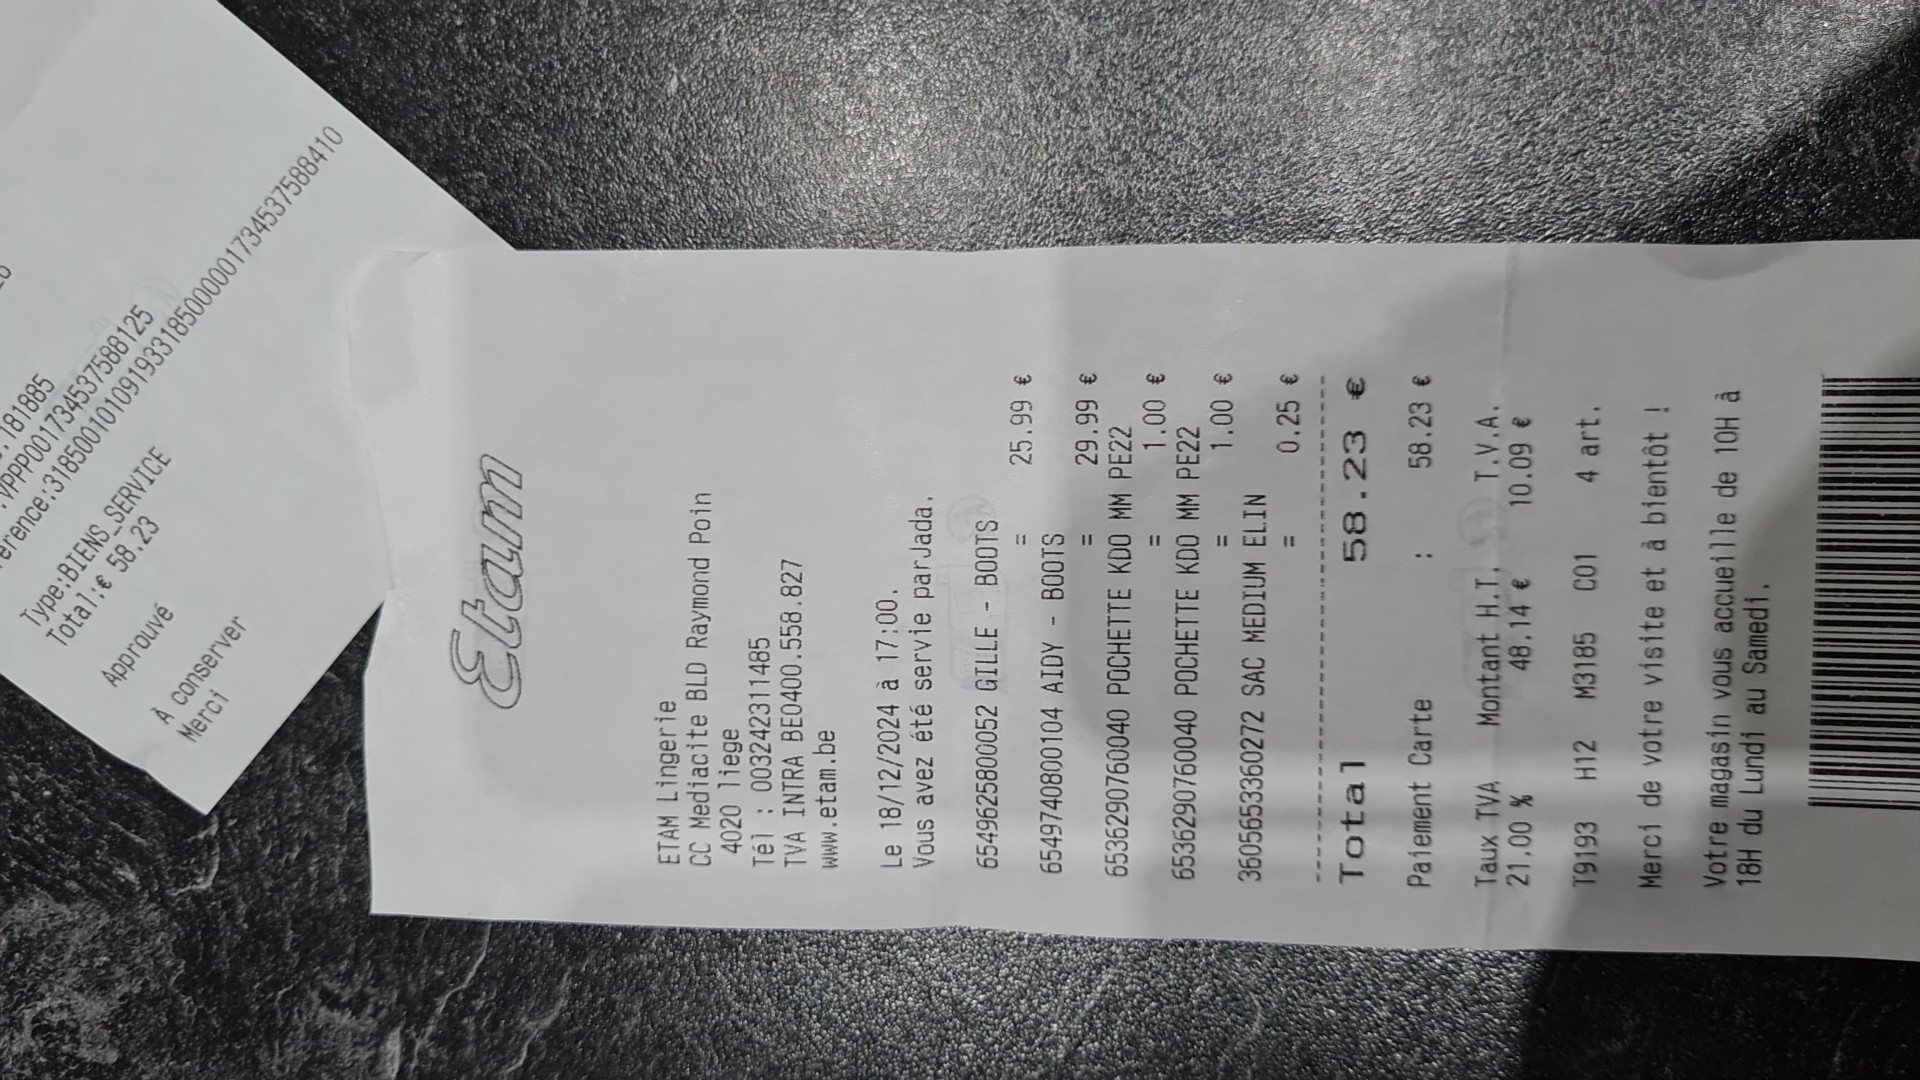 .181885
.VPPP001734537588125
erence:318500101091933185000001734537588410
Type:BIENS_SERVICE
Total:€ 58.23
Approuvé
À conserver
Merci
Etam
ETAM Lingerie
CC Mediacite BLD Raymond Poin
4020 liege
Tél : 003242311485
TVA INTRA BE0400.558.827
www.etam.be
Le 18/12/2024 à 17:00.
Vous avez été servie parJada.
6549625800052 GILLE - BOOTS
= 25.99 €
6549740800104 AIDY - BOOTS
= 29.99 €
6536290760040 POCHETTE KDO MM PE22
= 1.00 €
6536290760040 POCHETTE KDO MM PE22
= 1.00 €
3605653360272 SAC MEDIUM ELIN
= 0.25 €
Total 58.23 €
Paiement Carte : 58.23 €
Taux TVA Montant H.T. T.V.A.
21.00 % 48.14 € 10.09 €
T9193 H12 M3185 C01 4 art.
Merci de votre visite et à bientôt !
Votre magasin vous accueille de 10H à
18H du Lundi au Samedi.